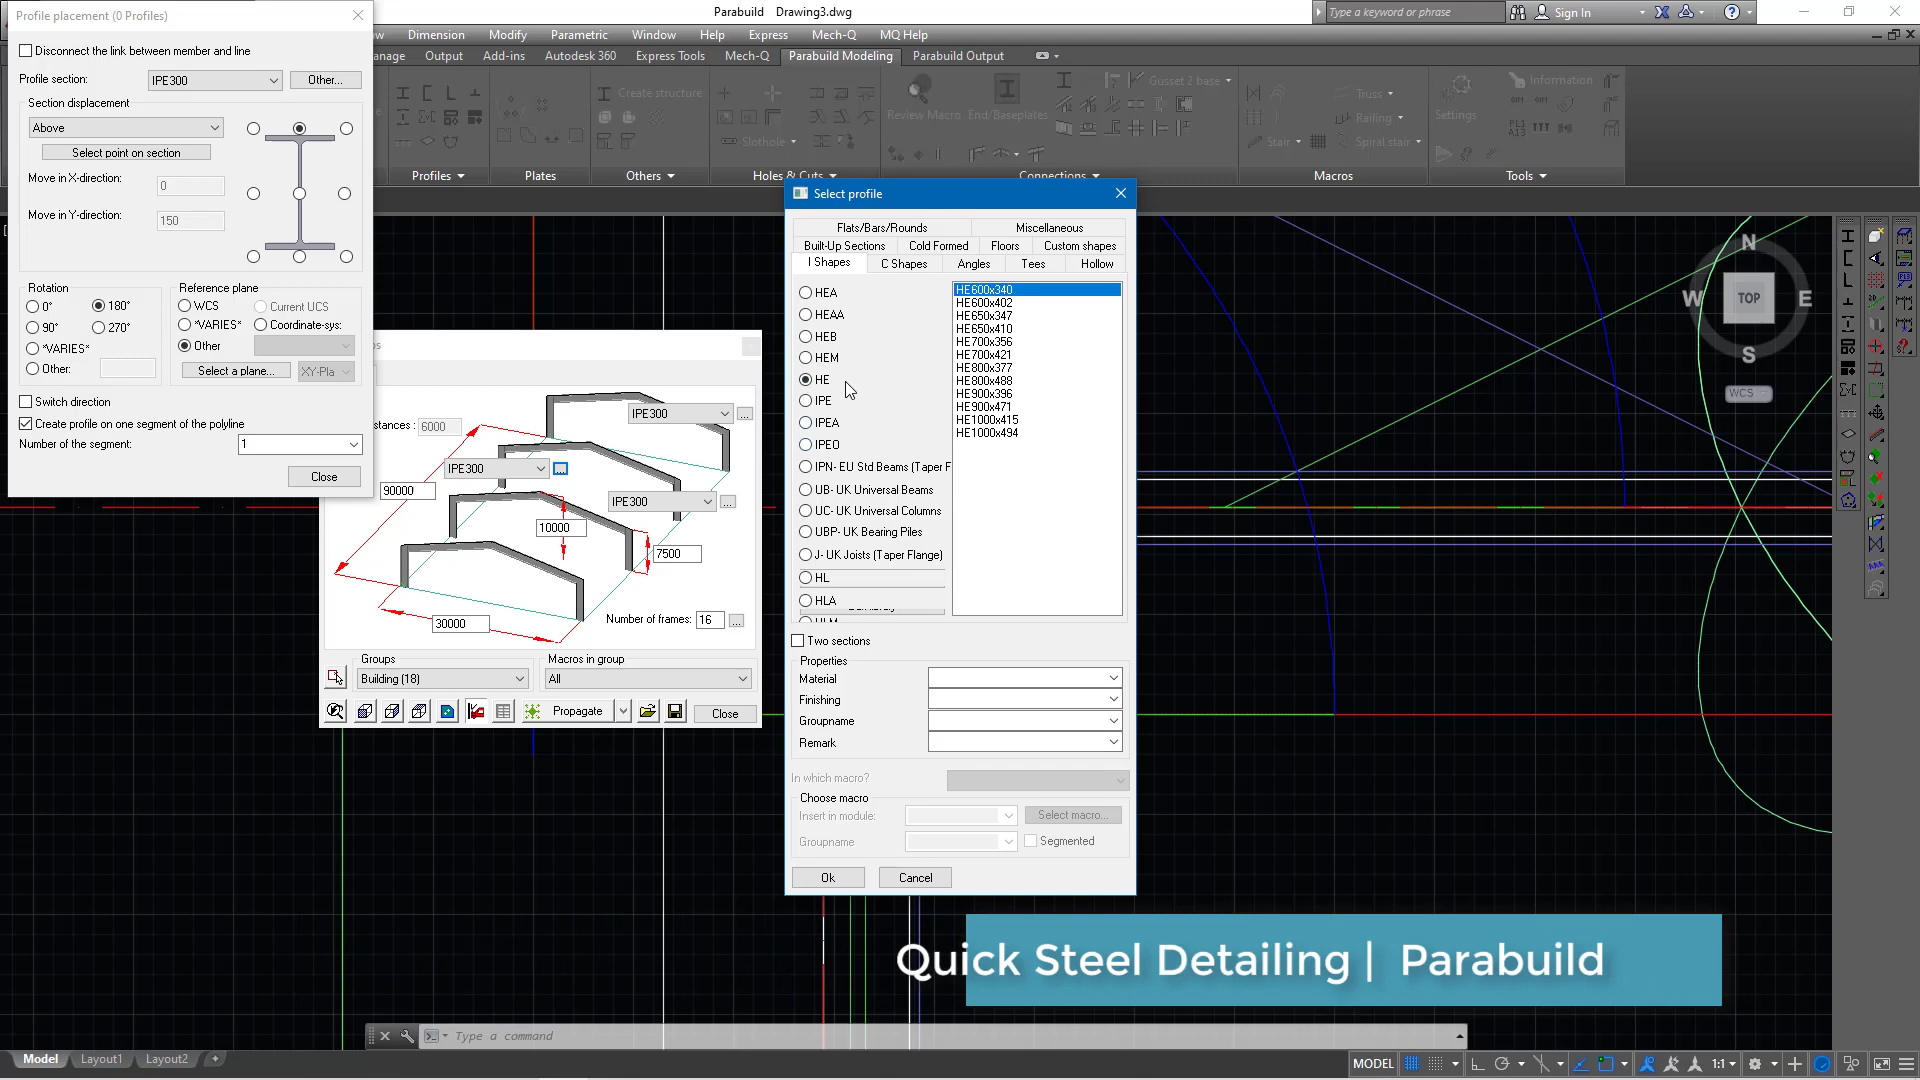 Profile placement (0 Profiles)
Parabuild Drawing3.dwg
Type a keyword or phrase
Sign In
Dimension Modify Parametric Window Help Express Mech-Q MQ Help
Output Add-ins Autodesk 360 Express Tools Mech-Q Parabuild Modeling Parabuild Output
Disconnect the link between member and line
Profile section: IPE300 Other...
Section displacement
Above
Select point on section
Move in X-direction: 0
Move in Y-direction: 150
Rotation
0° 180°
90° 270°
*VARIES*
Other:
Reference plane
WCS Current UCS
*VARIES* Coordinate-sys:
Other
Select a plane... XY-Pla
Switch direction
Create profile on one segment of the polyline
Number of the segment: 1
Close
Create structure
Slothole
Review Macro
End/Baseplates
Gusset 2 base
Truss
Railing
Stair
Spiral stair
Settings
Information
Profiles Plates Others Holes & Cuts Connections Macros Tools
Select profile
Flats/Bars/Rounds Miscellaneous
Built-Up Sections Cold Formed Floors Custom shapes
I Shapes C Shapes Angles Tees Hollow
HEA
HEAA
HEB
HEM
HE
IPE
IPEA
IPEO
IPN- EU Std Beams (Taper F
UB- UK Universal Beams
UC- UK Universal Columns
UBP- UK Bearing Piles
J- UK Joists (Taper Flange)
HL
HLA
HE600x340
HE600x402
HE650x347
HE650x410
HE700x356
HE700x421
HE800x377
HE800x488
HE900x396
HE900x471
HE1000x415
HE1000x494
Two sections
Properties
Material
Finishing
Groupname
Remark
In which macro?
Choose macro
Insert in module: Select macro...
Groupname Segmented
Ok Cancel
stances : 6000
IPE300 ...
IPE300 ...
IPE300 ...
90000
10000
7500
30000
Number of frames: 16 ...
Groups
Building (18)
Macros in group
All
Propagate
Close
N
W TOP E
S
WCS
Quick Steel Detailing | Parabuild
Type a command
Model Layout1 Layout2 +
MODEL 1:1